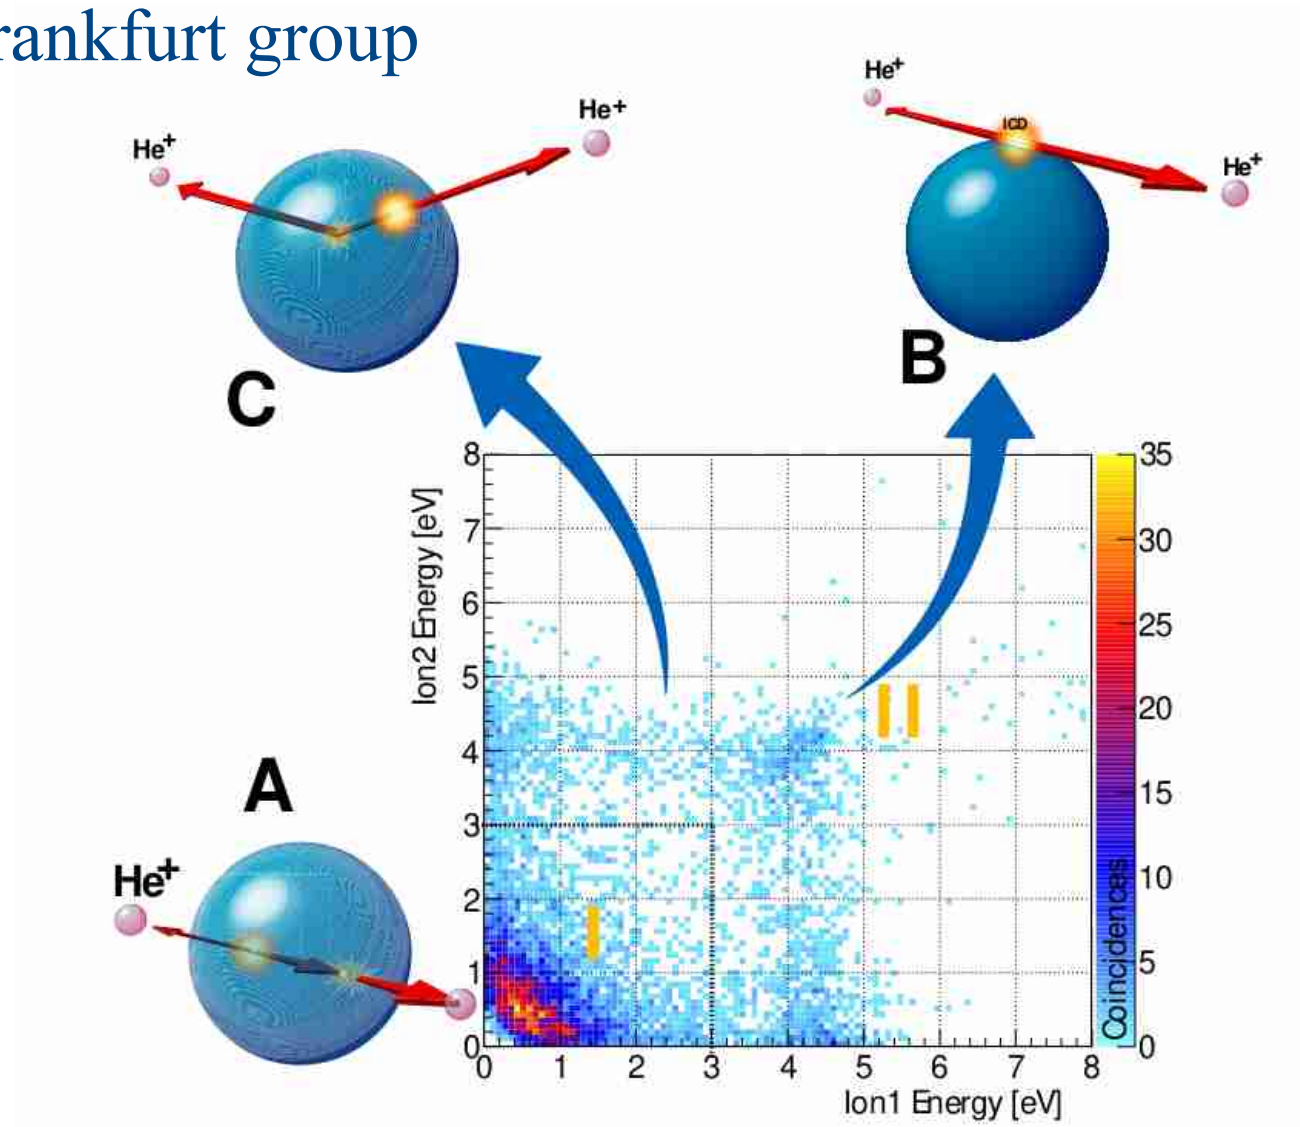 rankfurt group
He+
He+
He+
ICD
He+
B
C
A
He+
Ion2 Energy [eV]
8
7
6
5
4
3
2
1
0
I
II
0 1 2 3 4 5 6 7 8
Ion1 Energy [eV]
35
30
25
20
15
10
5
0
Coincidences